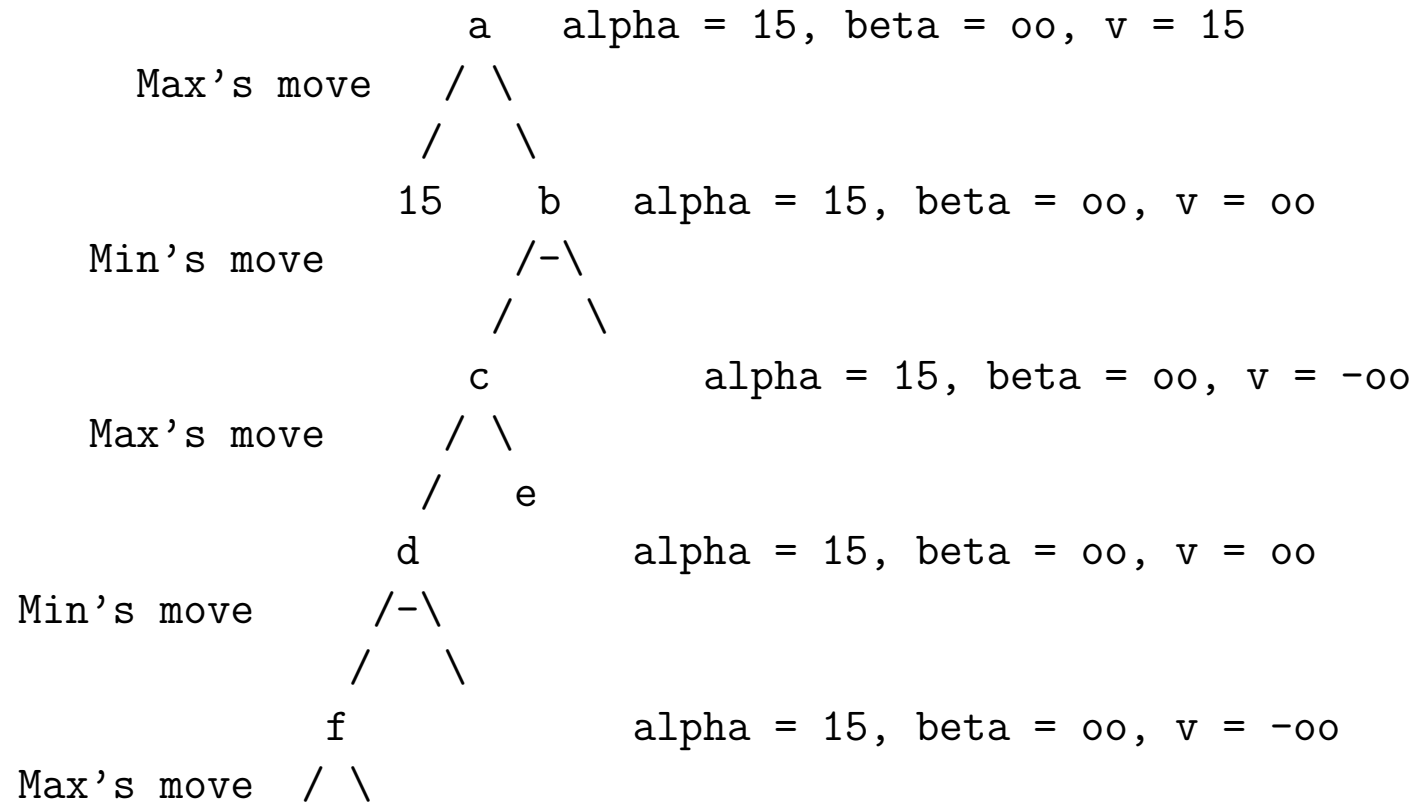 a   alpha = 15, beta = oo, v = 15
     Max's move   / \
                 /   \
                15    b   alpha = 15, beta = oo, v = oo
   Min's move        /-\
                    /   \
                   c         alpha = 15, beta = oo, v = -oo
   Max's move     / \
                 /   e
                d         alpha = 15, beta = oo, v = oo
Min's move     /-\
              /   \
             f            alpha = 15, beta = oo, v = -oo
Max's move  / \